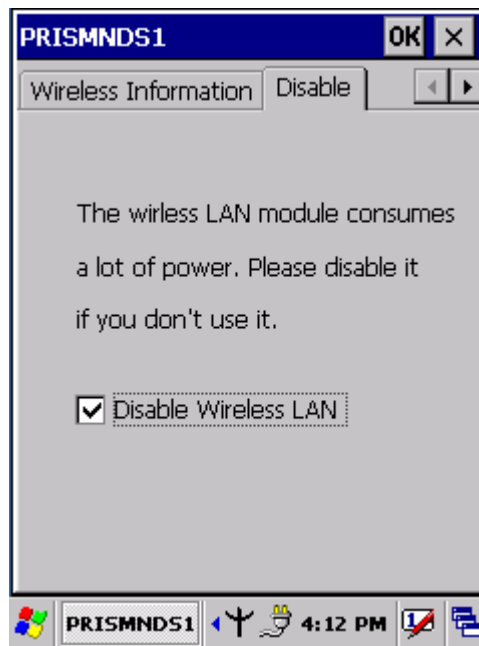 PRISMNDS1 OK
Wireless Information Disable
The wirless LAN module consumes
a lot of power. Please disable it
if you don't use it.
Disable Wireless LAN
PRISMNDS1 4:12 PM